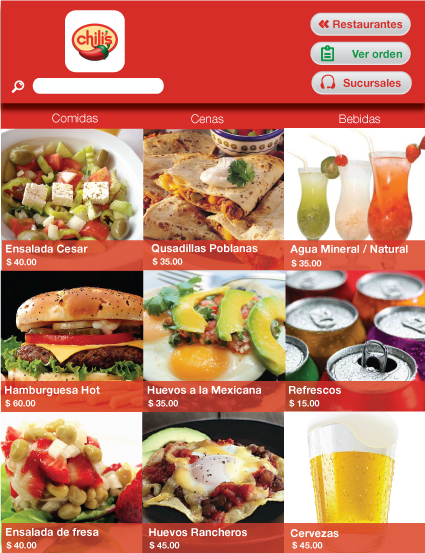 chili's
Restaurantes
Ver orden
Sucursales
Comidas
Cenas
Bebidas
Ensalada Cesar
$ 40.00
Qusadillas Poblanas
$ 35.00
Agua Mineral / Natural
$ 35.00
Hamburguesa Hot
$ 60.00
Huevos a la Mexicana
$ 35.00
Refrescos
$ 15.00
Ensalada de fresa
$ 40.00
Huevos Rancheros
$ 45.00
Cervezas
$ 45.00